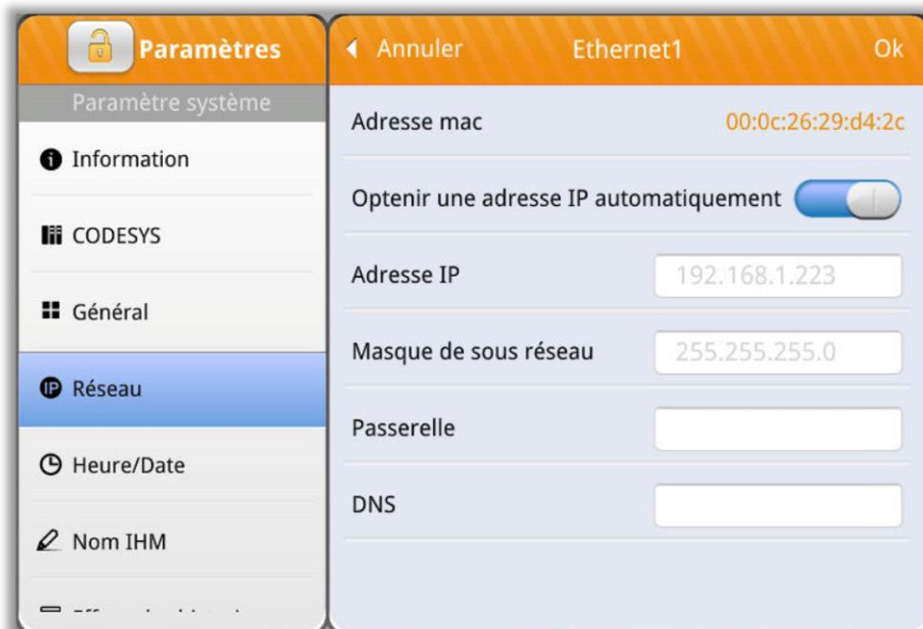 Paramètres
Paramètre système
Information
CODESYS
Général
IP Réseau
Heure/Date
Nom IHM
Annuler Ethernet1 Ok
Adresse mac 00:0c:26:29:d4:2c
Optenir une adresse IP automatiquement
Adresse IP 192.168.1.223
Masque de sous réseau 255.255.255.0
Passerelle
DNS